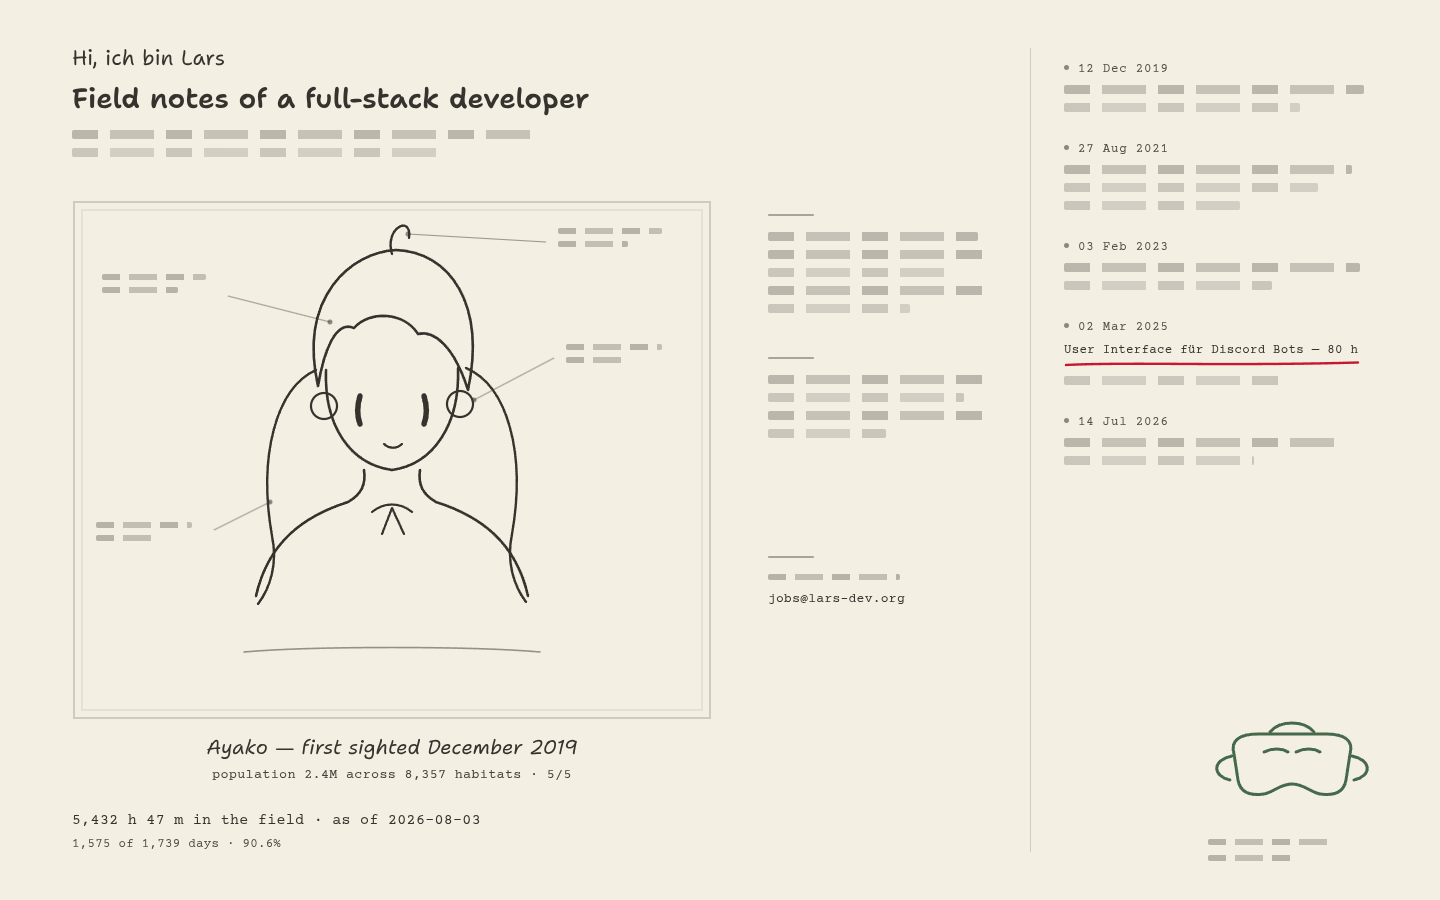 Hi, ich bin Lars
Field notes of a full-stack developer
Ayako — first sighted December 2019
population 2.4M across 8,357 habitats · 5/5
5,432 h 47 m in the field · as of 2026-08-03
1,575 of 1,739 days · 90.6%
jobs@lars-dev.org
12 Dec 2019
27 Aug 2021
03 Feb 2023
02 Mar 2025
User Interface für Discord Bots — 80 h
14 Jul 2026